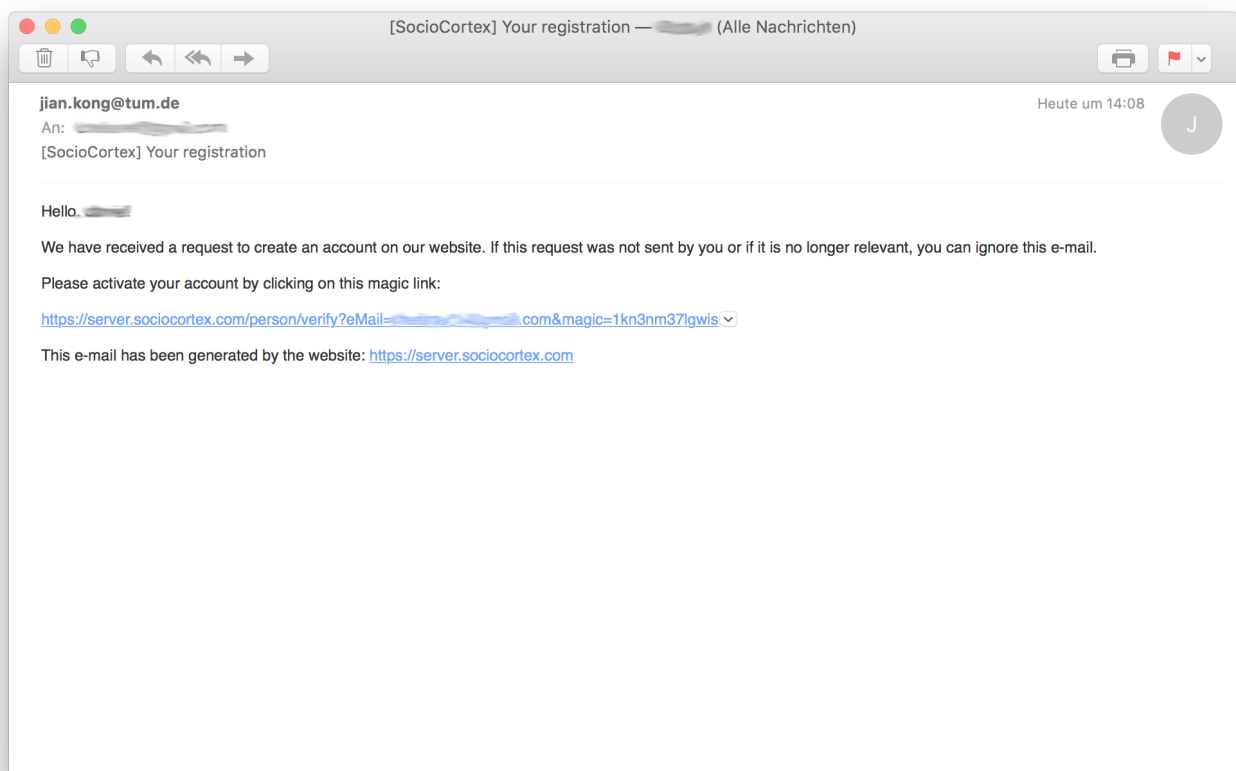 [SocioCortex] Your registration — (Alle Nachrichten)
jian.kong@tum.de
Heute um 14:08
J
An:
[SocioCortex] Your registration
Hello,
We have received a request to create an account on our website. If this request was not sent by you or if it is no longer relevant, you can ignore this e-mail.
Please activate your account by clicking on this magic link:
https://server.sociocortex.com/person/verify?eMail= .com&magic=1kn3nm37lgwis
This e-mail has been generated by the website: https://server.sociocortex.com